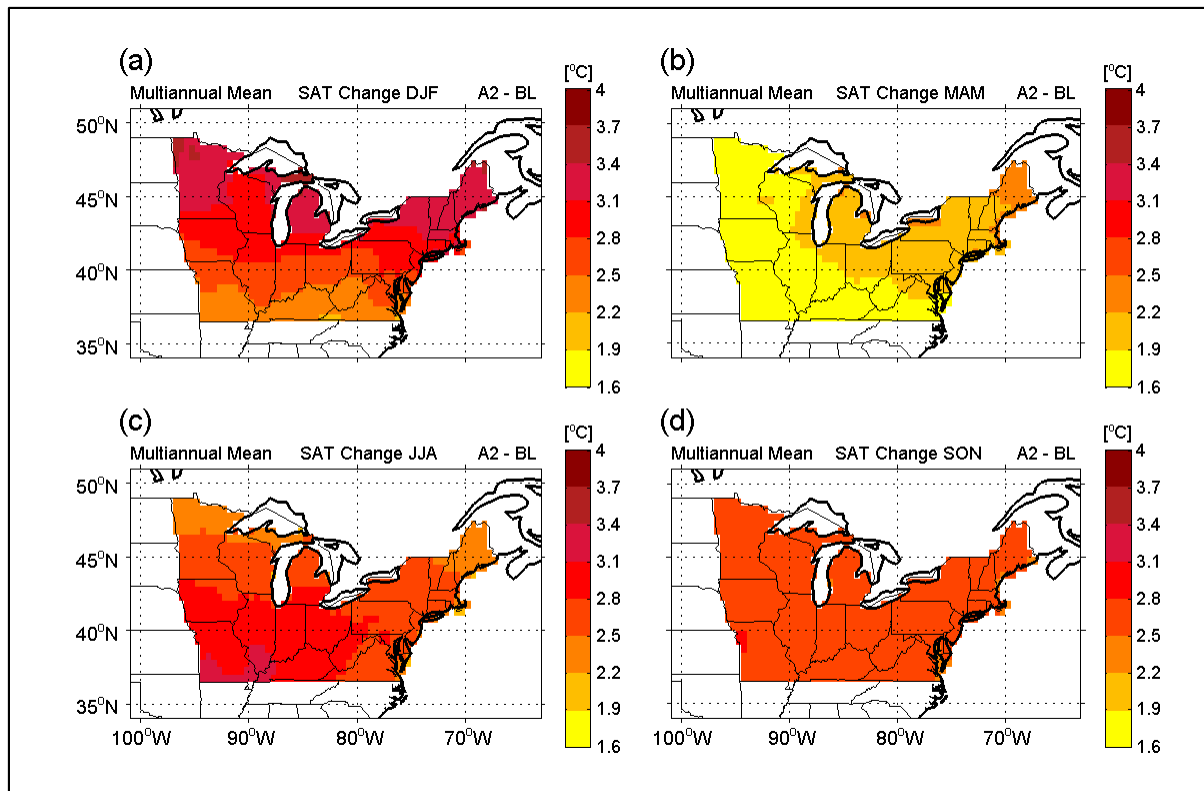 (a)
(b)
[°C]
[°C]
Multiannual Mean SAT Change DJF A2 - BL
Multiannual Mean SAT Change MAM A2 - BL
50°N
45°N
40°N
35°N
4
3.7
3.4
3.1
2.8
2.5
2.2
1.9
1.6
4
3.7
3.4
3.1
2.8
2.5
2.2
1.9
1.6
(c)
(d)
[°C]
[°C]
Multiannual Mean SAT Change JJA A2 - BL
Multiannual Mean SAT Change SON A2 - BL
50°N
45°N
40°N
35°N
4
3.7
3.4
3.1
2.8
2.5
2.2
1.9
1.6
4
3.7
3.4
3.1
2.8
2.5
2.2
1.9
1.6
100°W 90°W 80°W 70°W
100°W 90°W 80°W 70°W